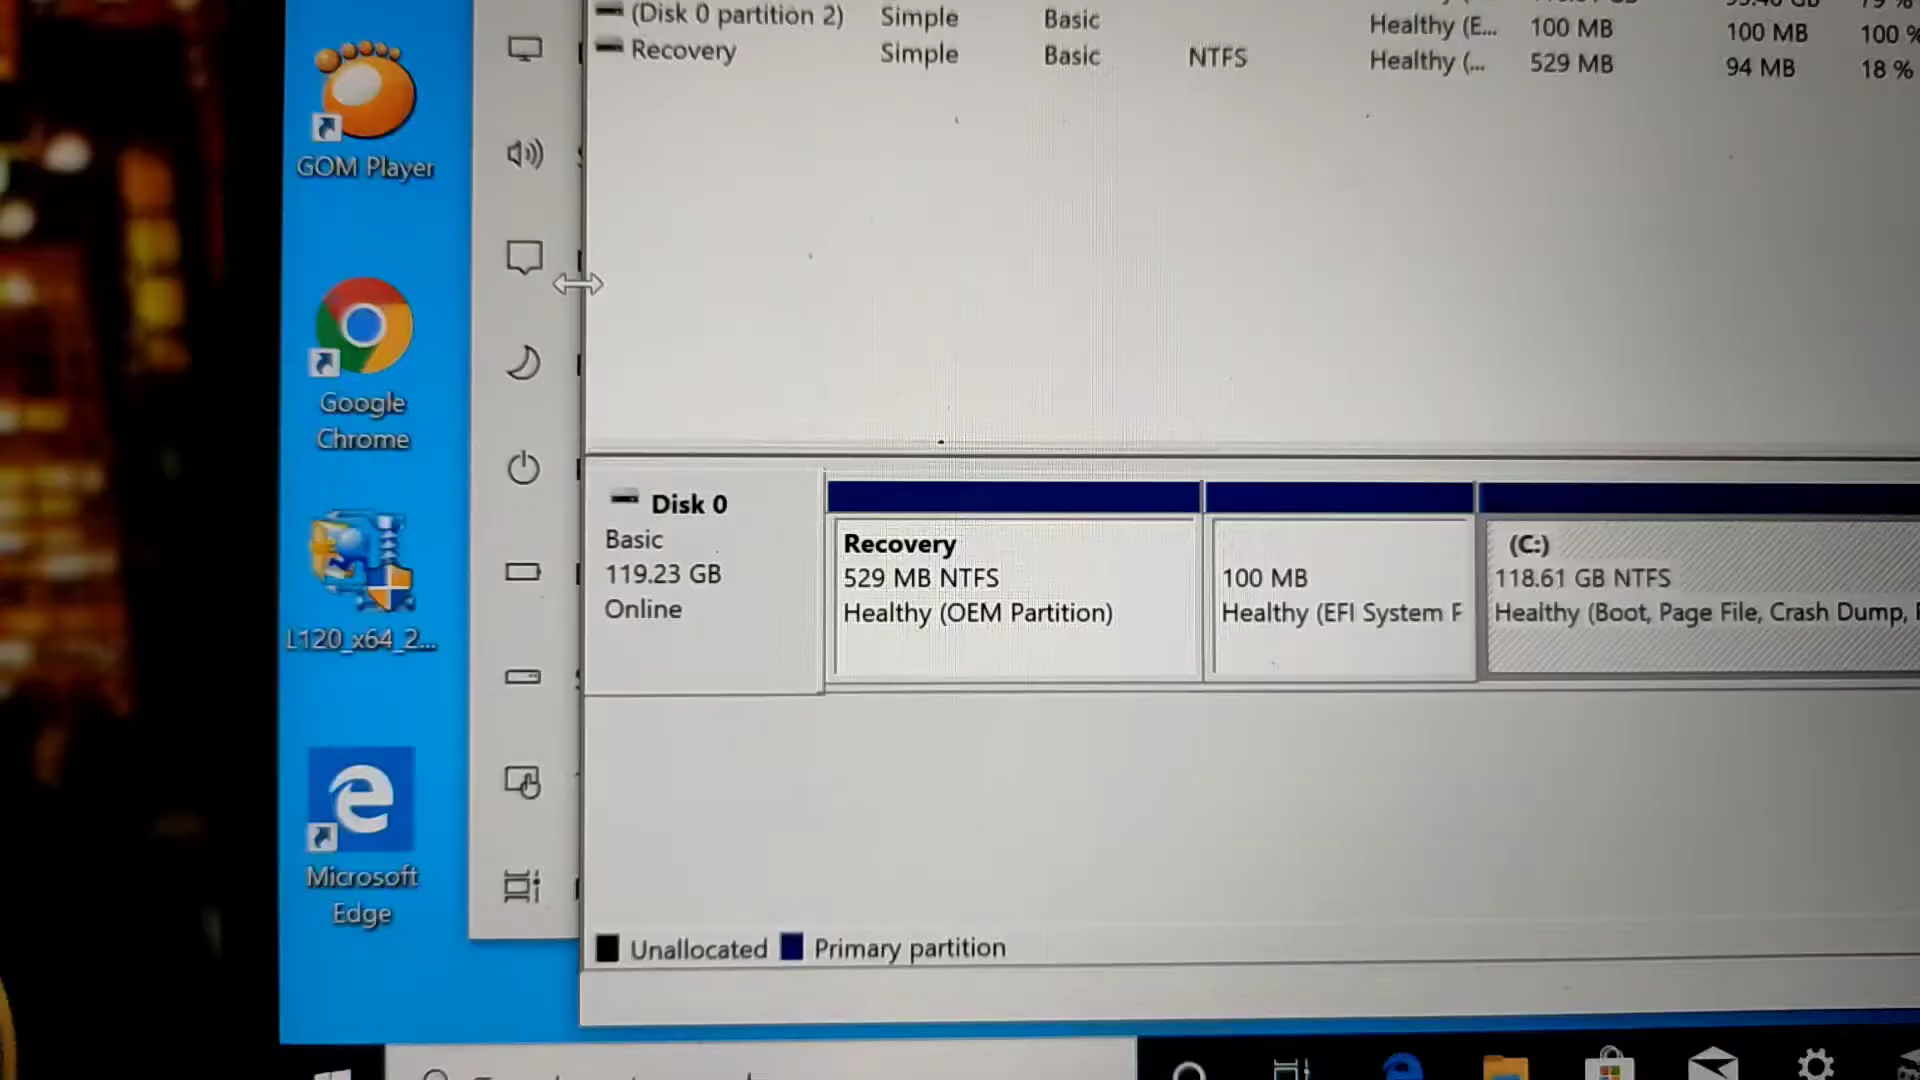 (Disk 0 partition 2) Simple Basic Healthy (E... 100 MB 100 MB 100 %
Recovery Simple Basic NTFS Healthy (... 529 MB 94 MB 18 %
GOM Player
Google
Chrome
L120_x64_2...
Microsoft
Edge
Disk 0
Basic
119.23 GB
Online
Recovery
529 MB NTFS
Healthy (OEM Partition)
100 MB
Healthy (EFI System P
(C:)
118.61 GB NTFS
Healthy (Boot, Page File, Crash Dump,
Unallocated Primary partition